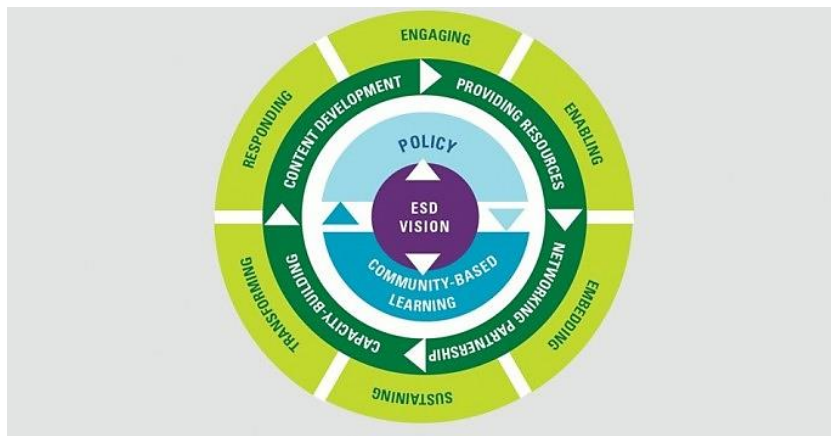 ENGAGING
ENABLING
EMBEDDING
SUSTAINING
TRANSFORMING
RESPONDING
CONTENT DEVELOPMENT
PROVIDING RESOURCES
NETWORKING PARTNERSHIP
CAPACITY-BUILDING
POLICY
ESD
VISION
COMMUNITY-BASED
LEARNING